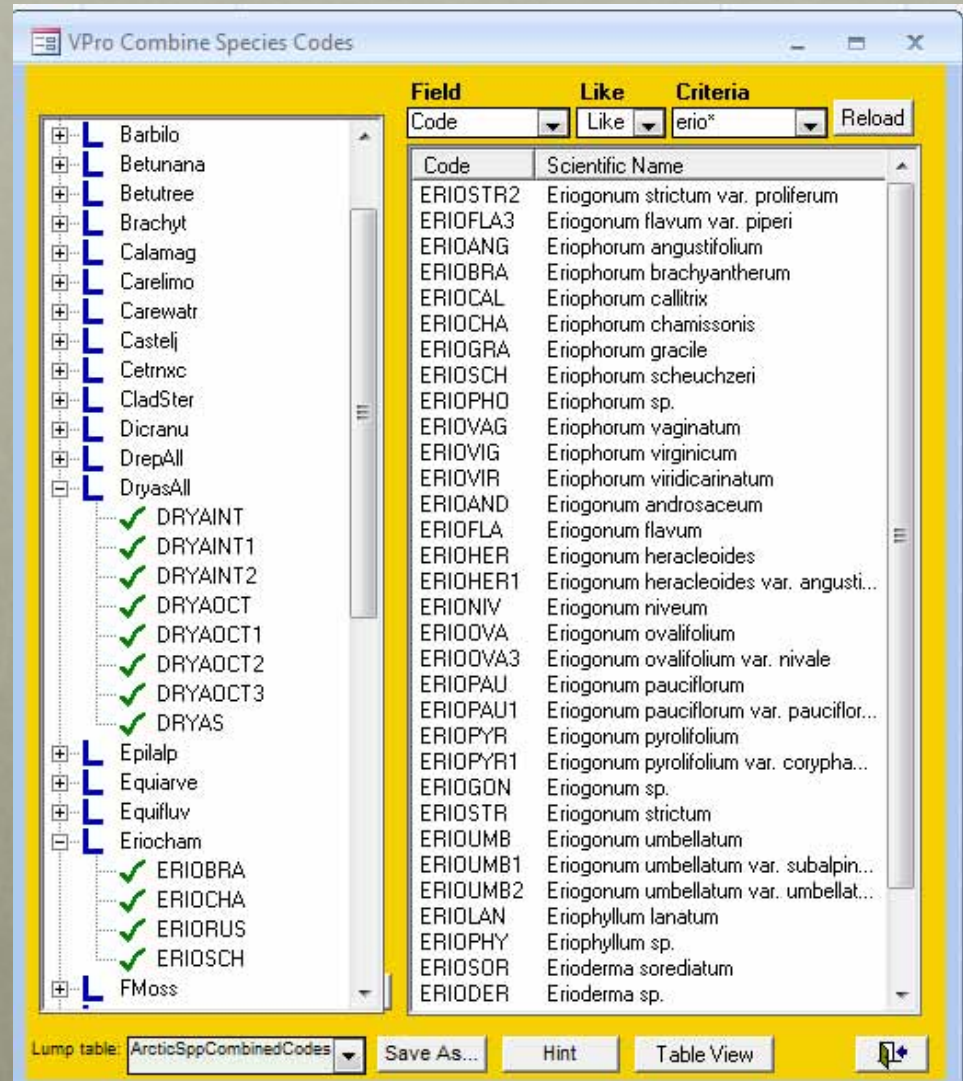 VPro Combine Species Codes
Field Like Criteria
Code Like erio* Reload
Barbilo
Betunana
Betutree
Brachyt
Calamag
Carelimo
Carewatr
Castelj
Cetrnxc
CladSter
Dicranu
DrepAll
DryasAll
DRYAINT
DRYAINT1
DRYAINT2
DRYAOCT
DRYAOCT1
DRYAOCT2
DRYAOCT3
DRYAS
Epilalp
Equiarve
Equifluv
Eriocham
ERIOBRA
ERIOCHA
ERIORUS
ERIOSCH
FMoss
Code Scientific Name
ERIOSTR2 Eriogonum strictum var. proliferum
ERIOFLA3 Eriogonum flavum var. piperi
ERIOANG Eriophorum angustifolium
ERIOBRA Eriophorum brachyantherum
ERIOCAL Eriophorum callitrix
ERIOCHA Eriophorum chamissonis
ERIOGRA Eriophorum gracile
ERIOSCH Eriophorum scheuchzeri
ERIOPHO Eriophorum sp.
ERIOVAG Eriophorum vaginatum
ERIOVIG Eriophorum virginicum
ERIOVIR Eriophorum viridicarinatum
ERIOAND Eriogonum androsaceum
ERIOFLA Eriogonum flavum
ERIOHER Eriogonum heracleoides
ERIOHER1 Eriogonum heracleoides var. angusti...
ERIONIV Eriogonum niveum
ERIOOVA Eriogonum ovalifolium
ERIOOVA3 Eriogonum ovalifolium var. nivale
ERIOPAU Eriogonum pauciflorum
ERIOPAU1 Eriogonum pauciflorum var. pauciflor...
ERIOPYR Eriogonum pyrolifolium
ERIOPYR1 Eriogonum pyrolifolium var. corypha...
ERIOGON Eriogonum sp.
ERIOSTR Eriogonum strictum
ERIOUMB Eriogonum umbellatum
ERIOUMB1 Eriogonum umbellatum var. subalpin...
ERIOUMB2 Eriogonum umbellatum var. umbellat...
ERIOLAN Eriophyllum lanatum
ERIOPHY Eriophyllum sp.
ERIOSOR Erioderma sorediatum
ERIODER Erioderma sp.
Lump table: ArcticSppCombinedCodes Save As... Hint Table View